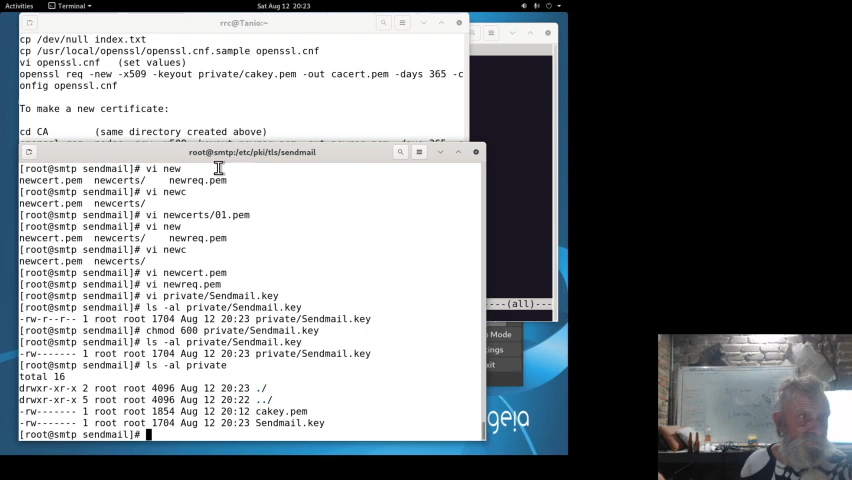 Activities
Terminal
Sat Aug 12 20:23
rrc@Tanio:~
cp /dev/null index.txt
cp /usr/local/openssl/openssl.cnf.sample openssl.cnf
vi openssl.cnf   (set values)
openssl req -new -x509 -keyout private/cakey.pem -out cacert.pem -days 365 -c
onfig openssl.cnf
To make a new certificate:
cd CA        (same directory created above)
root@smtp:/etc/pki/tls/sendmail
[root@smtp sendmail]# vi new
newcert.pem  newcerts/    newreq.pem
[root@smtp sendmail]# vi newc
newcert.pem  newcerts/
[root@smtp sendmail]# vi newcerts/01.pem
[root@smtp sendmail]# vi new
newcert.pem  newcerts/    newreq.pem
[root@smtp sendmail]# vi newc
newcert.pem  newcerts/
[root@smtp sendmail]# vi newcert.pem
[root@smtp sendmail]# vi newreq.pem
[root@smtp sendmail]# vi private/Sendmail.key
[root@smtp sendmail]# ls -al private/Sendmail.key
-rw-r--r-- 1 root root 1704 Aug 12 20:23 private/Sendmail.key
[root@smtp sendmail]# chmod 600 private/Sendmail.key
[root@smtp sendmail]# ls -al private/Sendmail.key
-rw------- 1 root root 1704 Aug 12 20:23 private/Sendmail.key
[root@smtp sendmail]# ls -al private
total 16
drwxr-xr-x 2 root root 4096 Aug 12 20:23 ./
drwxr-xr-x 5 root root 4096 Aug 12 20:22 ../
-rw------- 1 root root 1854 Aug 12 20:12 cakey.pem
-rw------- 1 root root 1704 Aug 12 20:23 Sendmail.key
[root@smtp sendmail]#
--(all)---
Mode
geia